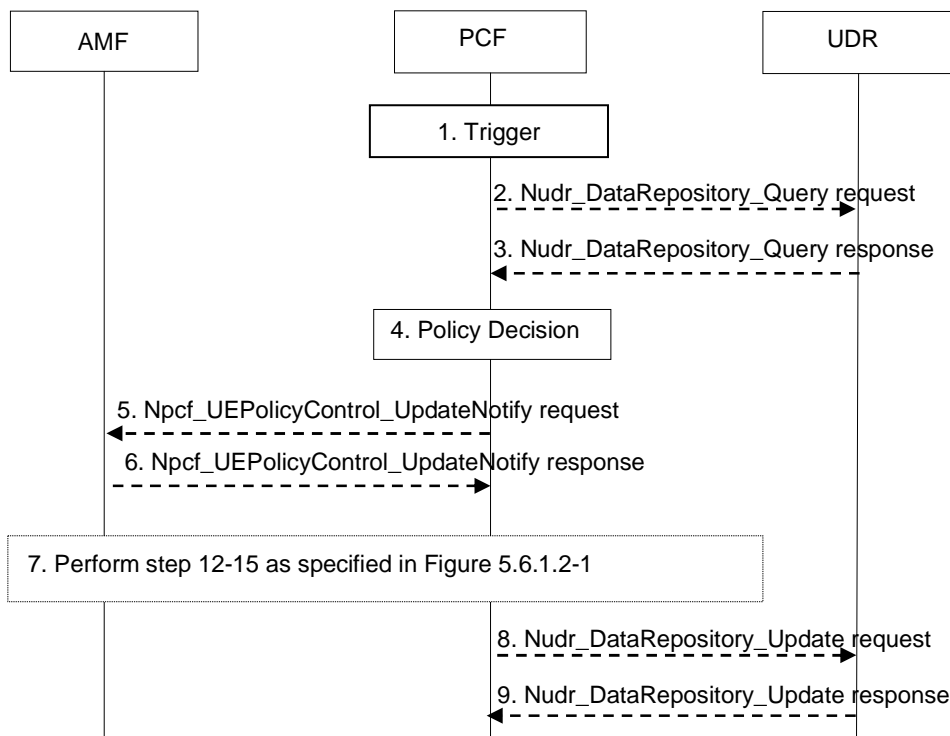 AMF
PCF
UDR
1. Trigger
2. Nudr_DataRepository_Query request
3. Nudr_DataRepository_Query response
4. Policy Decision
5. Npcf_UEPolicyControl_UpdateNotify request
6. Npcf_UEPolicyControl_UpdateNotify response
7. Perform step 12-15 as specified in Figure 5.6.1.2-1
8. Nudr_DataRepository_Update request
9. Nudr_DataRepository_Update response